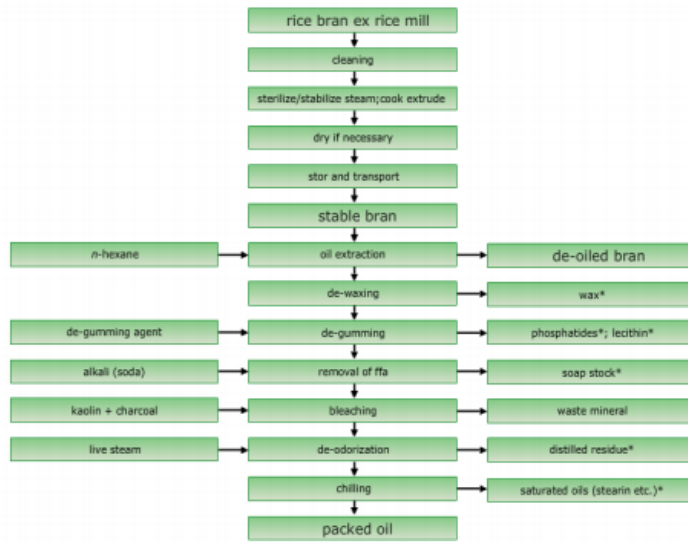 rice bran ex rice mill
cleaning
sterilize/stabilize steam;cook extrude
dry if necessary
stor and transport
stable bran
n-hexane
oil extraction
de-oiled bran
de-waxing
wax*
de-gumming agent
de-gumming
phosphatides*; lecithin*
alkali (soda)
removal of ffa
soap stock*
kaolin + charcoal
bleaching
waste mineral
live steam
de-odorization
distilled residue*
chilling
saturated oils (stearin etc.)*
packed oil